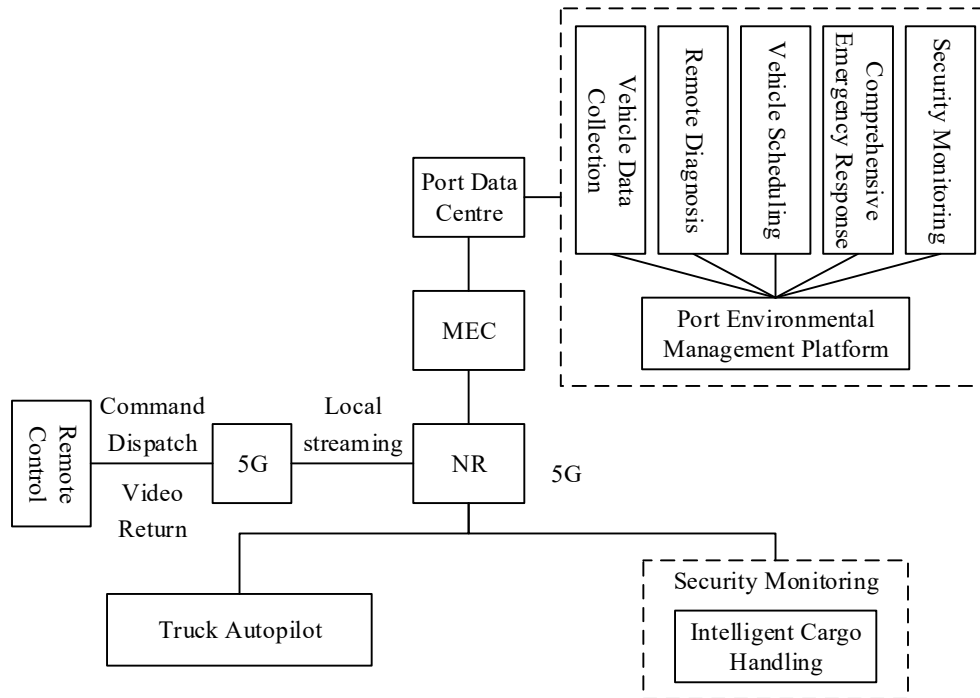 Vehicle Data
Collection
Remote Diagnosis
Vehicle Scheduling
Comprehensive
Emergency Response
Security Monitoring
Port Data
Centre
Port Environmental
Management Platform
MEC
Remote
Control
Command
Dispatch
Video
Return
5G
Local
streaming
NR
5G
Truck Autopilot
Security Monitoring
Intelligent Cargo
Handling